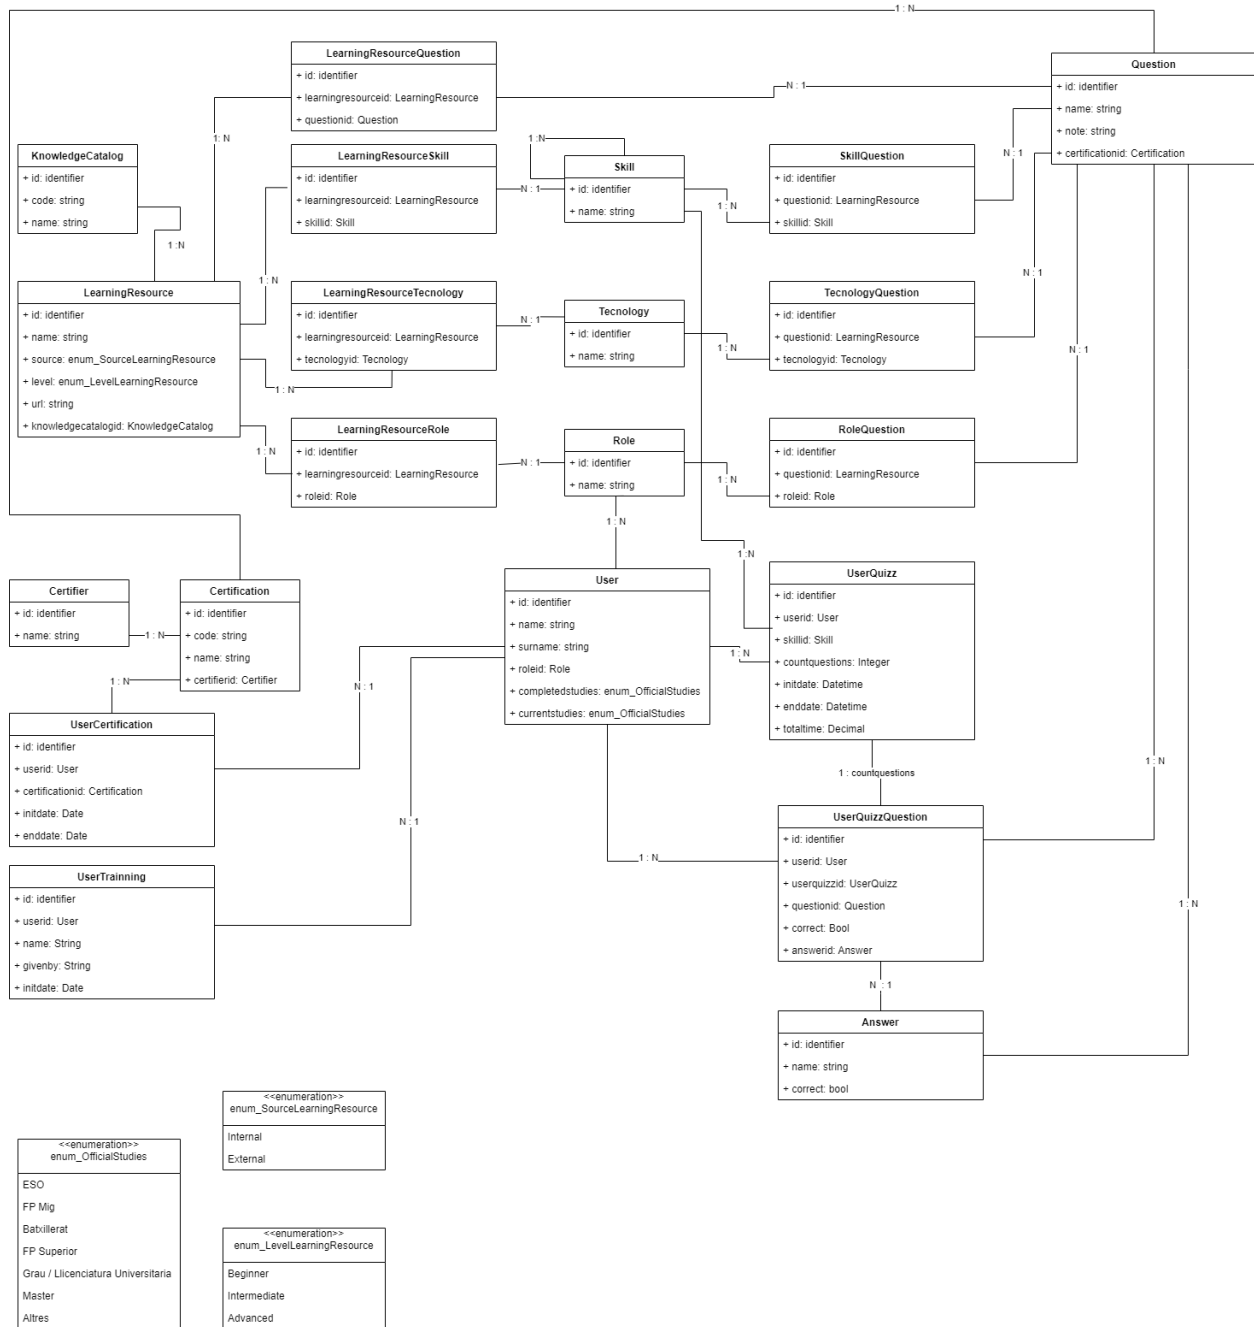 1 : N
LearningResourceQuestion
+ id: identifier
+ learningresourceid: LearningResource
+ questionid: Question
N : 1
Question
+ id: identifier
+ name: string
+ note: string
+ certificationid: Certification
1: N
KnowledgeCatalog
+ id: identifier
+ code: string
+ name: string
1 :N
LearningResourceSkill
+ id: identifier
+ learningresourceid: LearningResource
+ skillid: Skill
N : 1
1 :N
Skill
+ id: identifier
+ name: string
1 : N
SkillQuestion
+ id: identifier
+ questionid: LearningResource
+ skillid: Skill
N : 1
1 : N
LearningResource
+ id: identifier
+ name: string
+ source: enum_SourceLearningResource
+ level: enum_LevelLearningResource
+ url: string
+ knowledgecatalogid: KnowledgeCatalog
LearningResourceTecnology
+ id: identifier
+ learningresourceid: LearningResource
+ tecnologyid: Tecnology
1 : N
N : 1
Tecnology
+ id: identifier
+ name: string
1 : N
TecnologyQuestion
+ id: identifier
+ questionid: LearningResource
+ tecnologyid: Tecnology
N : 1
N : 1
1 : N
LearningResourceRole
+ id: identifier
+ learningresourceid: LearningResource
+ roleid: Role
N : 1
Role
+ id: identifier
+ name: string
1 : N
RoleQuestion
+ id: identifier
+ questionid: LearningResource
+ roleid: Role
1 : N
1 :N
Certifier
+ id: identifier
+ name: string
1 : N
Certification
+ id: identifier
+ code: string
+ name: string
+ certifierid: Certifier
1 : N
User
+ id: identifier
+ name: string
+ surname: string
+ roleid: Role
+ completedstudies: enum_OfficialStudies
+ currentstudies: enum_OfficialStudies
1 : N
UserQuizz
+ id: identifier
+ userid: User
+ skillid: Skill
+ countquestions: Integer
+ initdate: Datetime
+ enddate: Datetime
+ totaltime: Decimal
N : 1
UserCertification
+ id: identifier
+ userid: User
+ certificationid: Certification
+ initdate: Date
+ enddate: Date
1 : countquestions
1 : N
N : 1
UserQuizzQuestion
+ id: identifier
+ userid: User
+ userquizzid: UserQuizz
+ questionid: Question
+ correct: Bool
+ answerid: Answer
1 : N
1 : N
UserTrainning
+ id: identifier
+ userid: User
+ name: String
+ givenby: String
+ initdate: Date
N : 1
Answer
+ id: identifier
+ name: string
+ correct: bool
<<enumeration>>
enum_SourceLearningResource
Internal
External
<<enumeration>>
enum_OfficialStudies
ESO
FP Mig
Batxillerat
FP Superior
Grau / Llicenciatura Universitaria
Master
Altres
<<enumeration>>
enum_LevelLearningResource
Beginner
Intermediate
Advanced